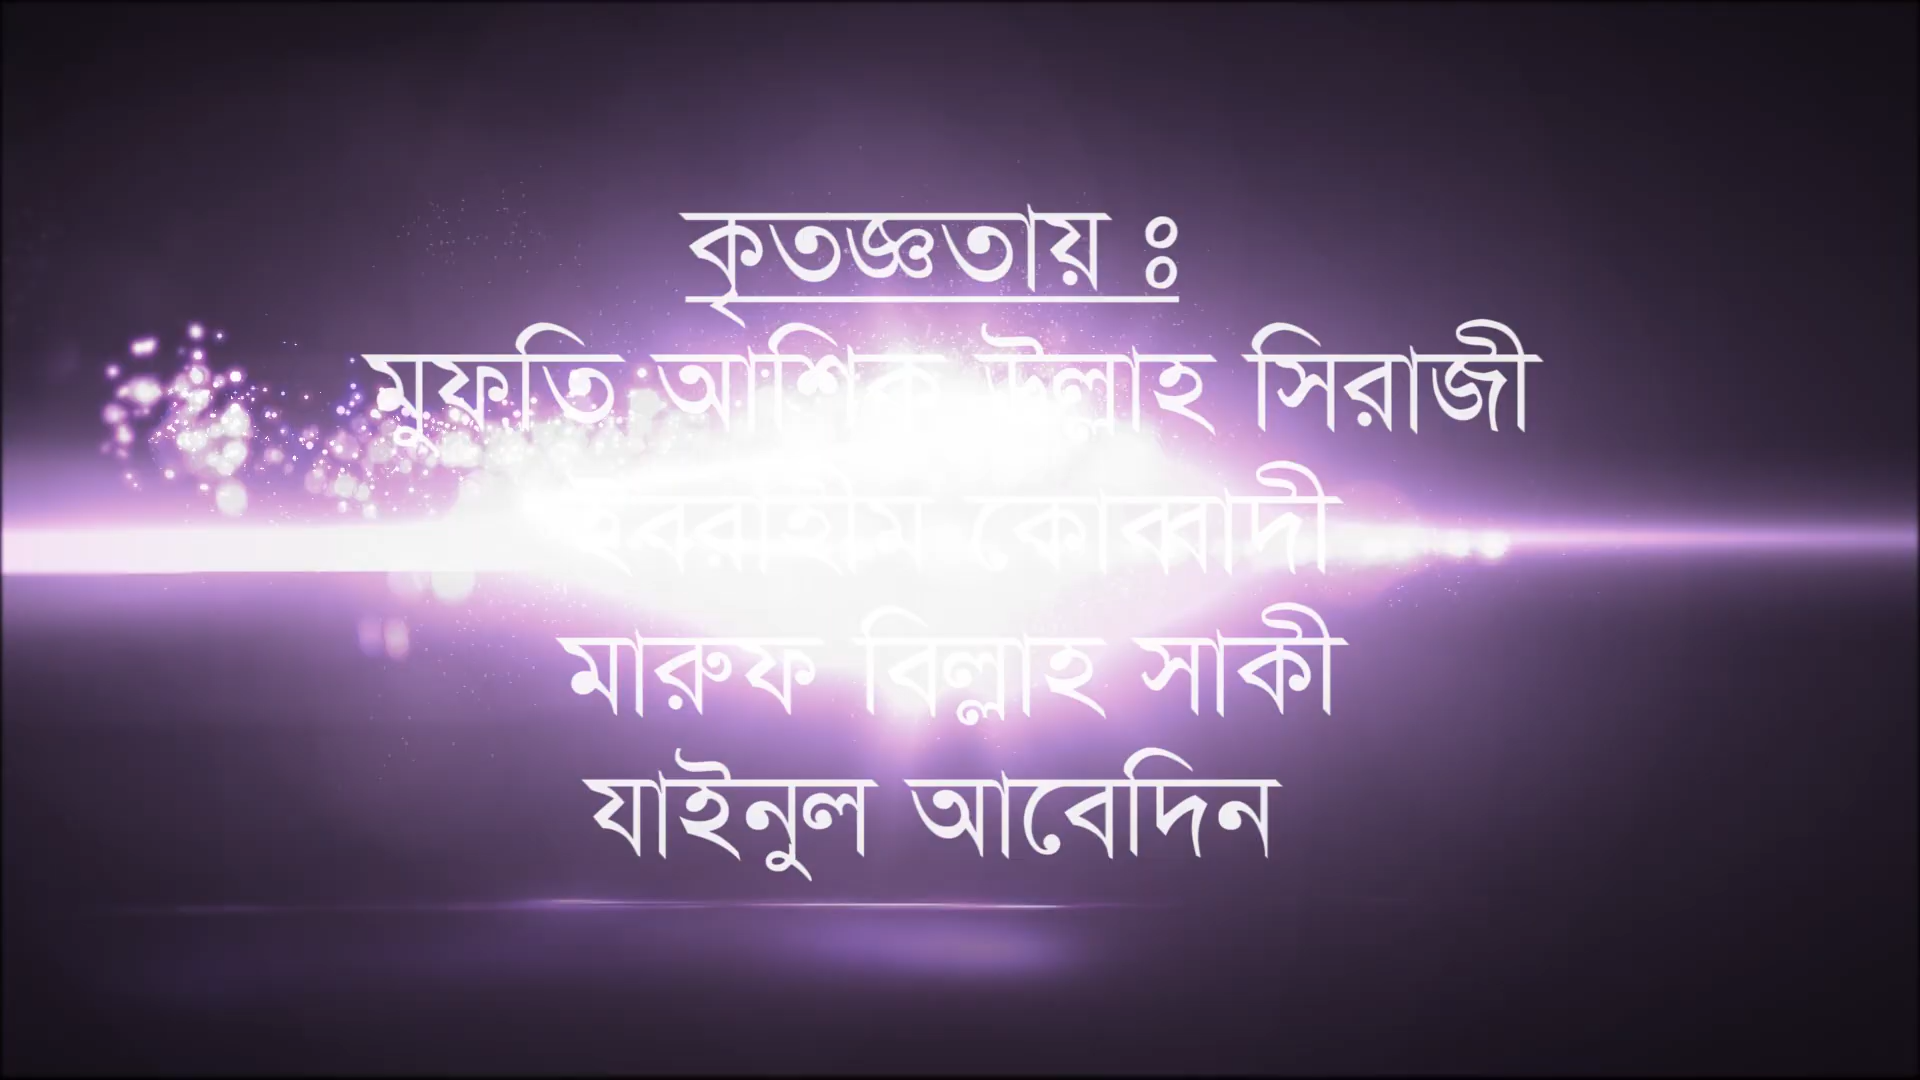 কৃতজ্ঞতায় ঃ
মুফতি আশিক উল্লাহ সিরাজী
ইবরাহীম কোব্বাদী
মারুফ বিল্লাহ সাকী
যাইনুল আবেদিন